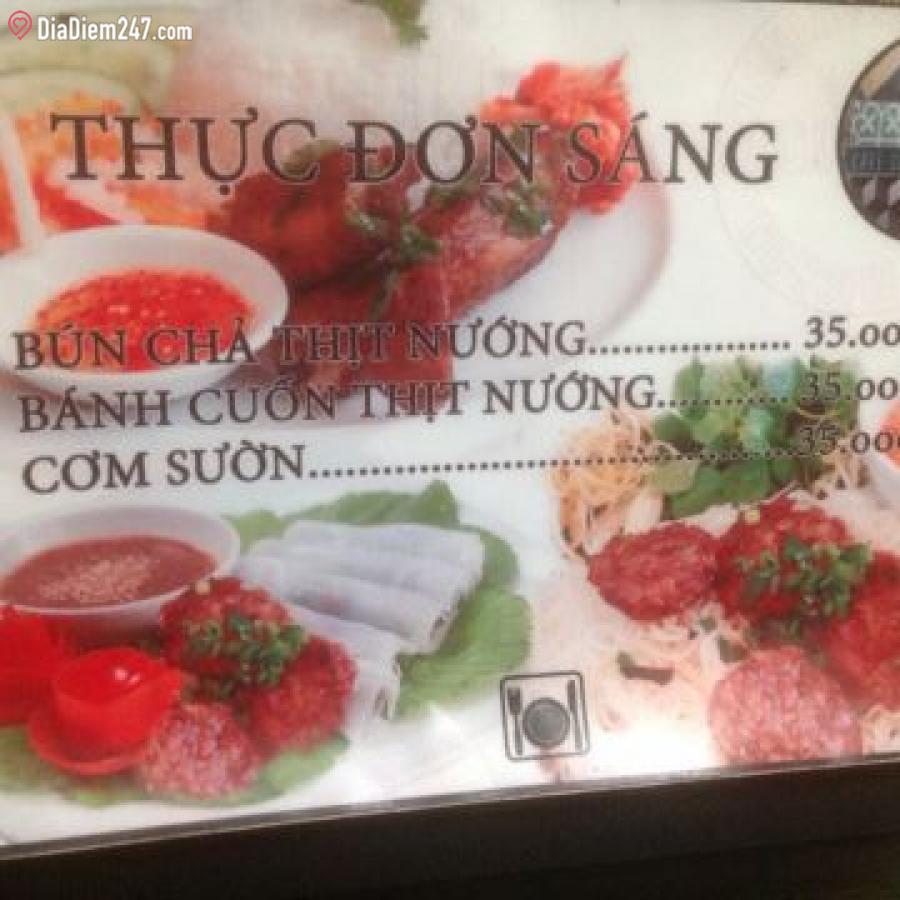 DiaDiem247.com
THỰC ĐƠN SÁNG
BÚN CHẢ THỊT NƯỚNG.................. 35.00
BÁNH CUỐN THỊT NƯỚNG............ 35.00
CƠM SƯỜN.......................................... 35.000